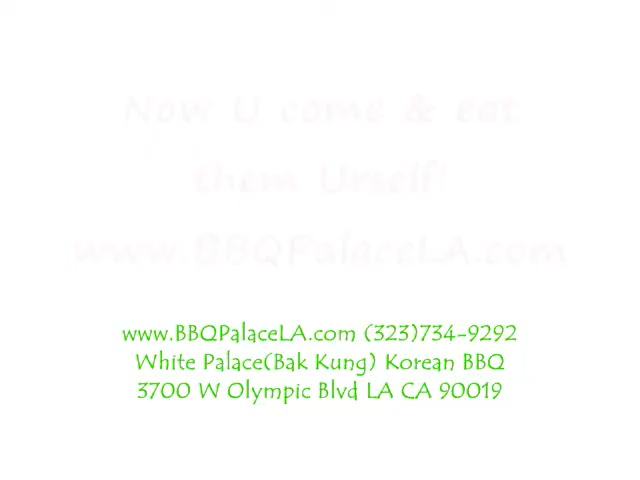 Now U come & eat
them Urself!
www.BBQPalaceLA.com
www.BBQPalaceLA.com (323)734-9292
White Palace(Bak Kung) Korean BBQ
3700 W Olympic Blvd LA CA 90019